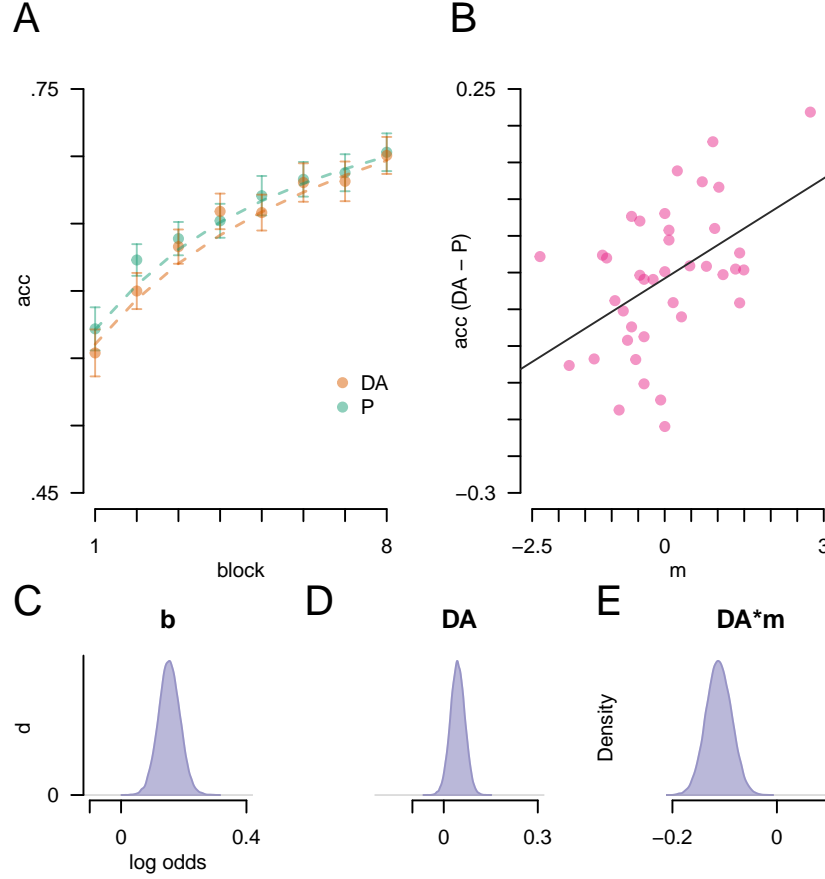 A
B
.75
acc
.45
DA
P
1
8
block
0.25
acc (DA − P)
−0.3
−2.5
0
3
m
C
D
E
b
DA
DA*m
d
0
0
0.4
log odds
0
0.3
Density
−0.2
0